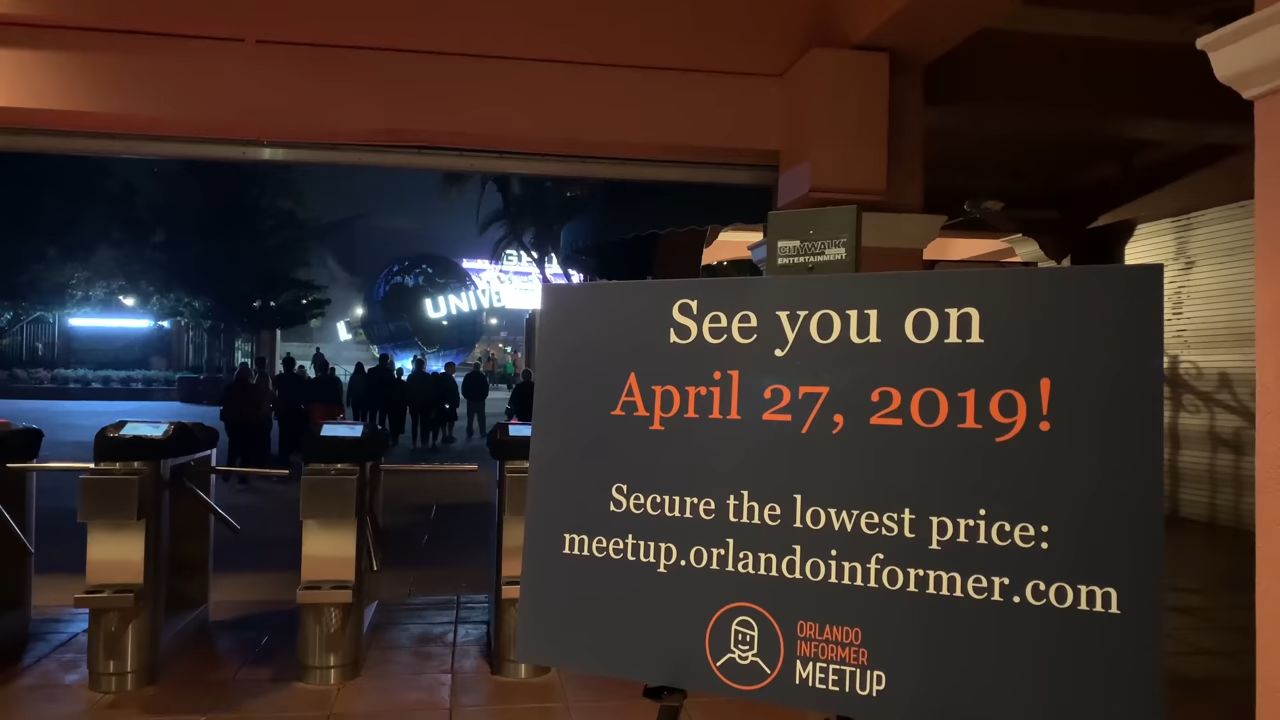 CITYWALK
ENTERTAINMENT
UNIVE
See you on
April 27, 2019!
Secure the lowest price:
meetup.orlandoinformer.com
ORLANDO
INFORMER
MEETUP